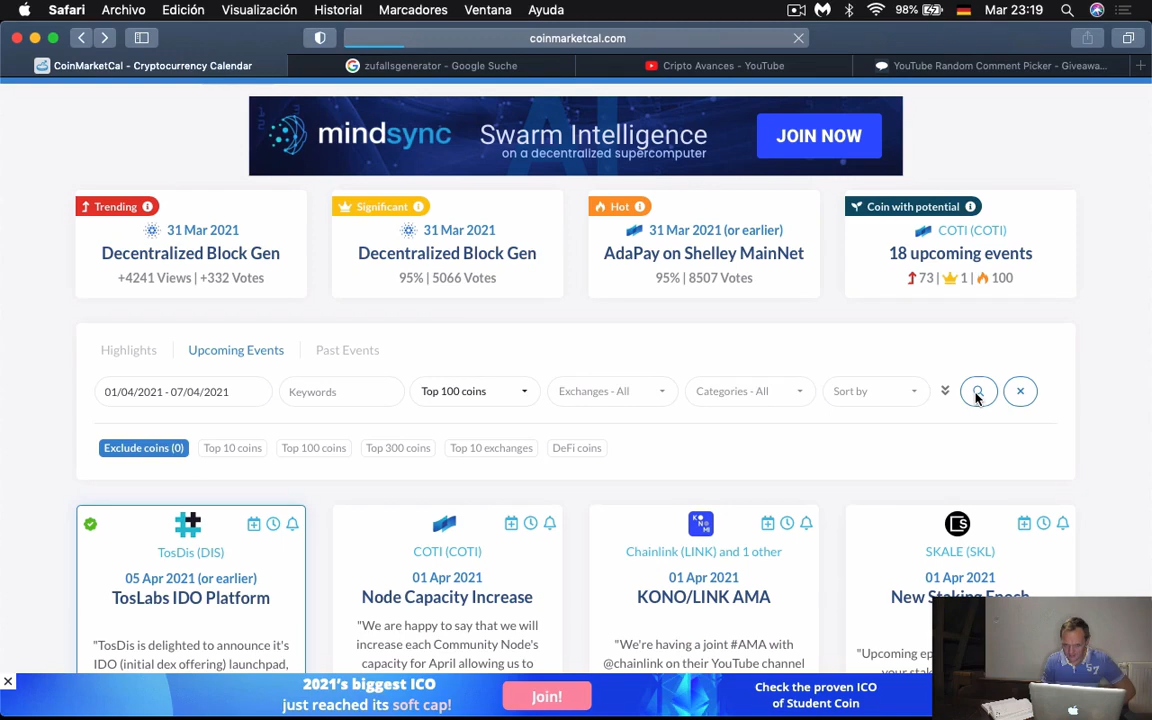 Safari Archivo Edición Visualización Historial Marcadores Ventana Ayuda 98% Mar 23:19
coinmarketcal.com
CoinMarketCal - Cryptocurrency Calendar zufallsgenerator - Google Suche Cripto Avances - YouTube YouTube Random Comment Picker - Giveawa...
mindsync Swarm Intelligence
on a decentralized supercomputer
JOIN NOW
Trending Significant Hot Coin with potential
31 Mar 2021 31 Mar 2021 31 Mar 2021 (or earlier) COTI (COTI)
Decentralized Block Gen Decentralized Block Gen AdaPay on Shelley MainNet 18 upcoming events
+4241 Views | +332 Votes 95% | 5066 Votes 95% | 8507 Votes 73 | 1 | 100
Highlights Upcoming Events Past Events
01/04/2021 - 07/04/2021 Keywords Top 100 coins Exchanges - All Categories - All Sort by
Exclude coins (0) Top 10 coins Top 100 coins Top 300 coins Top 10 exchanges DeFi coins
TosDis (DIS) COTI (COTI) Chainlink (LINK) and 1 other SKALE (SKL)
05 Apr 2021 (or earlier) 01 Apr 2021 01 Apr 2021 01 Apr 2021
TosLabs IDO Platform Node Capacity Increase KONO/LINK AMA New Staking Epoch
"TosDis is delighted to announce it's
IDO (initial dex offering) launchpad,
"We are happy to say that we will
increase each Community Node's
capacity for April allowing us to
"We're having a joint #AMA with
@chainlink on their YouTube channel
"Upcoming
2021's biggest ICO
just reached its soft cap!
Join!
Check the proven ICO
of Student Coin